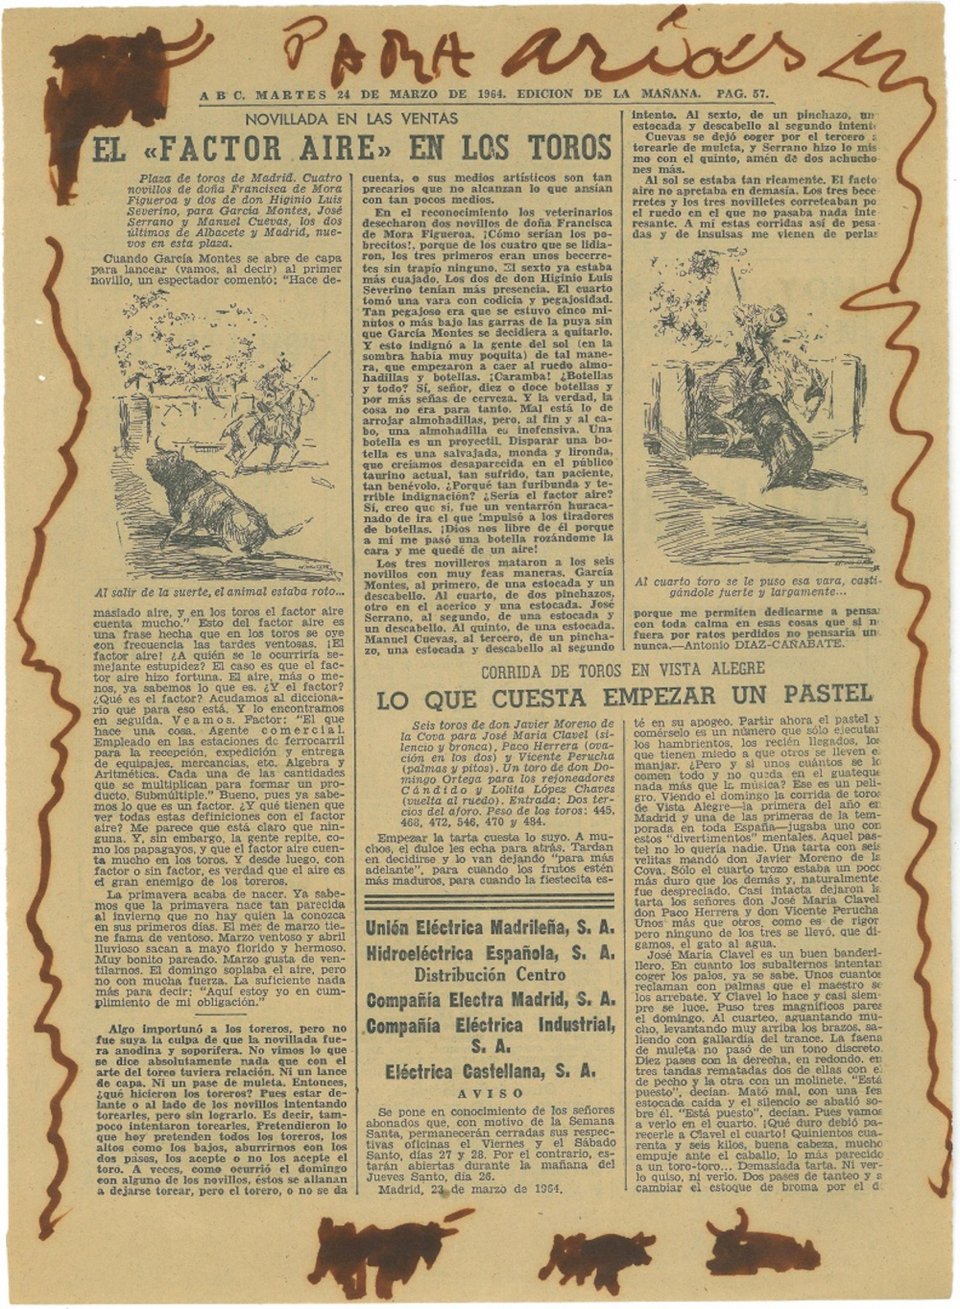 PARA Arias
A B C. MARTES 24 DE MARZO DE 1964. EDICION DE LA MAÑANA. PAG. 57.
NOVILLADA EN LAS VENTAS
EL «FACTOR AIRE» EN LOS TOROS
Plaza de toros de Madrid. Cuatro
novillos de doña Francisca de Mora
Figueroa y dos de don Higinio Luis
Severino, para García Montes, José
Serrano y Manuel Cuevas, los dos
últimos de Albacete y Madrid, nue-
vos en esta plaza.
Cuando García Montes se abre de capa
para lancear (vamos, al decir) al primer
novillo, un espectador comentó: "Hace de-
Al salir de la suerte, el animal estaba roto...
masiado aire, y en los toros el factor aire
cuenta mucho." Esto del factor aire es
una frase hecha que en los toros se oye
con frecuencia las tardes ventosas. ¡El
factor aire! ¿A quién se le ocurriría se-
mejante estupidez? El caso es que el fac-
tor aire hizo fortuna. El aire, más o me-
nos, ya sabemos lo que es. ¿Y el factor?
¿Qué es el factor? Acudamos al dicciona-
rio que para eso está. Y lo encontramos
en seguida. Veamos. Factor: "El que
hace una cosa. Agente comercial.
Empleado en las estaciones de ferrocarril
para la recepción, expedición y entrega
de equipajes, mercancías, etc. Algebra y
Aritmética. Cada una de las cantidades
que se multiplican para formar un pro-
ducto. Submúltiple." Bueno, pues ya sabe-
mos lo que es un factor. ¿Y qué tienen que
ver todas estas definiciones con el factor
aire? Me parece que está claro que nin-
guna. Y, sin embargo, la gente repite, co-
mo los papagayos, y que el factor aire cuen-
ta mucho en los toros. Y desde luego, con
factor o sin factor, es verdad que el aire es
el gran enemigo de los toreros.
La primavera acaba de nacer. Ya sabe-
mos que la primavera nace tan parecida
al invierno que no hay quien la conozca
en sus primeros días. El mes de marzo tie-
ne fama de ventoso. Marzo ventoso y abril
lluvioso sacan a mayo florido y hermoso.
Muy bonito pareado. Marzo gusta de ven-
tilarnos. El domingo soplaba el aire, pero
no con mucha fuerza. La suficiente nada
más para decir: "Aquí estoy yo en cum-
plimiento de mi obligación."
Algo importunó a los toreros, pero no
fue suya la culpa de que la novillada fue-
ra anodina y soporífera. No vimos lo que
se dice absolutamente nada que con el
arte del toreo tuviera relación. Ni un lance
de capa. Ni un pase de muleta. Entonces,
¿qué hicieron los toreros? Pues estar de-
lante o al lado de los novillos intentando
torearles, pero sin lograrlo. Es decir, tam-
poco intentaron torearles. Pretendieron lo
que hoy pretenden todos los toreros, los
altos como los bajos, aburrirnos con los
dos pases, los acepte o no los acepte el
toro. A veces, como ocurrió el domingo
con alguno de los novillos, éstos se allanan
a dejarse torear, pero el torero, o no se da
cuenta, o sus medios artísticos son tan
precarios que no alcanzan lo que ansían
con tan pocos medios.
En el reconocimiento los veterinarios
desecharon dos novillos de doña Francisca
de Mora Figueroa. ¡Cómo serían los po-
brecitos!, porque de los cuatro que se lidia-
ron, los tres primeros eran unos becerre-
tes sin trapío ninguno. El sexto ya estaba
más cuajado. Los dos de don Higinio Luis
Severino tenían más presencia. El cuarto
tomó una vara con codicia y pegajosidad.
Tan pegajoso era que se estuvo cinco mi-
nutos o más bajo las garras de la puya sin
que García Montes se decidiera a quitarlo.
Y esto indignó a la gente del sol (en la
sombra había muy poquita) de tal mane-
ra, que empezaron a caer al ruedo almo-
hadillas y botellas. ¡Caramba! ¿Botellas
y todo? Sí, señor, diez o doce botellas y
por más señas de cerveza. Y la verdad, la
cosa no era para tanto. Mal está lo de
arrojar almohadillas, pero, al fin y al ca-
bo, una almohadilla es inofensiva. Una
botella es un proyectil. Disparar una bo-
tella es una salvajada, monda y lironda,
que creíamos desaparecida en el público
taurino actual, tan sufrido, tan paciente,
tan benévolo. ¿Porqué tan furibunda y te-
rrible indignación? ¿Sería el factor aire?
Sí, creo que sí, fue un ventarrón huraca-
nado de ira el que impulsó a los tiradores
de botellas. ¡Dios nos libre de él porque
a mí me pasó una botella rozándome la
cara y me quedé de un aire!
Los tres novilleros mataron a los seis
novillos con muy feas maneras. García
Montes, al primero, de una estocada y un
descabello. Al cuarto, de dos pinchazos,
otro en el acerico y una estocada. José
Serrano, al segundo, de una estocada y
un descabello. Al quinto, de una estocada.
Manuel Cuevas, al tercero, de un pincha-
zo, una estocada y descabello al segundo
intento. Al sexto, de un pinchazo, un
estocada y descabello al segundo intent
Cuevas se dejó coger por el tercero a
torearle de muleta, y Serrano hizo lo mis
mo con el quinto, amén de dos achucho
nes más.
Al sol se estaba tan ricamente. El facto
aire no apretaba en demasía. Los tres bece
rretes y los tres novilletes correteaban po
el ruedo en el que no pasaba nada inte
resante. A mí estas corridas así de pesa-
das y de insulsas me vienen de perlas
Al cuarto toro se le puso esa vara, casti-
gándole fuerte y largamente...
porque me permiten dedicarme a pensa
con toda calma en esas cosas que si n
fuera por ratos perdidos no pensaría un
nunca.—Antonio DIAZ-CAÑABATE.
CORRIDA DE TOROS EN VISTA ALEGRE
LO QUE CUESTA EMPEZAR UN PASTEL
Seis toros de don Javier Moreno de
la Cova para José María Clavel (si-
lencio y bronca), Paco Herrera (ova-
ción en los dos) y Vicente Perucha
(palmas y pitos). Un toro de don Do-
mingo Ortega para los rejoneadores
Cándido y Lolita López Chaves
(vuelta al ruedo). Entrada: Dos ter-
cios del aforo. Peso de los toros: 445,
468, 472, 546, 470 y 484.
Empezar la tarta cuesta lo suyo. A mu-
chos, el dulce les echa para atrás. Tardan
en decidirse y lo van dejando "para más
adelante", para cuando los frutos estén
más maduros, para cuando la fiestecita es-
Unión Eléctrica Madrileña, S. A.
Hidroeléctrica Española, S. A.
Distribución Centro
Compañía Electra Madrid, S. A.
Compañía Eléctrica Industrial,
S. A.
Eléctrica Castellana, S. A.
AVISO
Se pone en conocimiento de los señores
abonados que, con motivo de la Semana
Santa, permanecerán cerradas sus respec-
tivas oficinas el Viernes y el Sábado
Santo, días 27 y 28. Por el contrario, es-
tarán abiertas durante la mañana del
Jueves Santo, día 26.
Madrid, 23 de marzo de 1964.
té en su apogeo. Partir ahora el pastel y
comérselo es un número que sólo ejecutar
los hambrientos, los recién llegados, los
que tienen miedo a que otros se lleven e
manjar. ¿Pero y si unos cuántos se lo
comen todo y no queda en el guateque
nada más que la música? Ese es un peli-
gro. Viendo el domingo la corrida de toros
de Vista Alegre—la primera del año en
Madrid y una de las primeras de la tem-
porada en toda España—jugaba uno con
estos "divertimentos" mentales. Aquel pas-
tel no lo quería nadie. Una tarta con seis
velitas mandó don Javier Moreno de la
Cova. Sólo el cuarto trozo estaba un poco
más duro que los demás y, naturalmente,
fue despreciado. Casi intacta dejaron la
tarta los señores don José María Clavel
don Paco Herrera y don Vicente Perucha
Unos más que otros, como es de rigor
pero ninguno de los tres se llevó, que di-
gamos, el gato al agua.
José María Clavel es un buen banderi-
llero. En cuanto los subalternos intentar
coger los palos, ya se sabe. Unos cuantos
reclaman con palmas que el maestro se
los arrebate. Y Clavel lo hace y casi siem-
pre se luce. Puso tres magníficos pares
el domingo. Al cuarteo, aguantando mu-
cho, levantando muy arriba los brazos, sa-
liendo con gallardía del trance. La faena
de muleta no pasó de un tono discreto.
Diez pases con la derecha, en redondo, en
tres tandas rematadas dos de ellas con el
de pecho y la otra con un molinete. "Está
puesto", decían. Mató mal, con una fea
estocada caída y el silencio se abatió so-
bre él. "Está puesto", decían. Pues vamos
a verlo en el cuarto. ¡Qué duro debió pa-
recerle a Clavel el cuarto! Quinientos cua-
renta y seis kilos, buena cabeza, mucho
empuje ante el caballo, lo más parecido
a un toro-toro... Demasiada tarta. Ni ver-
lo quiso, ni verlo. Dos pases de tanteo y a
cambiar el estoque de broma por el d